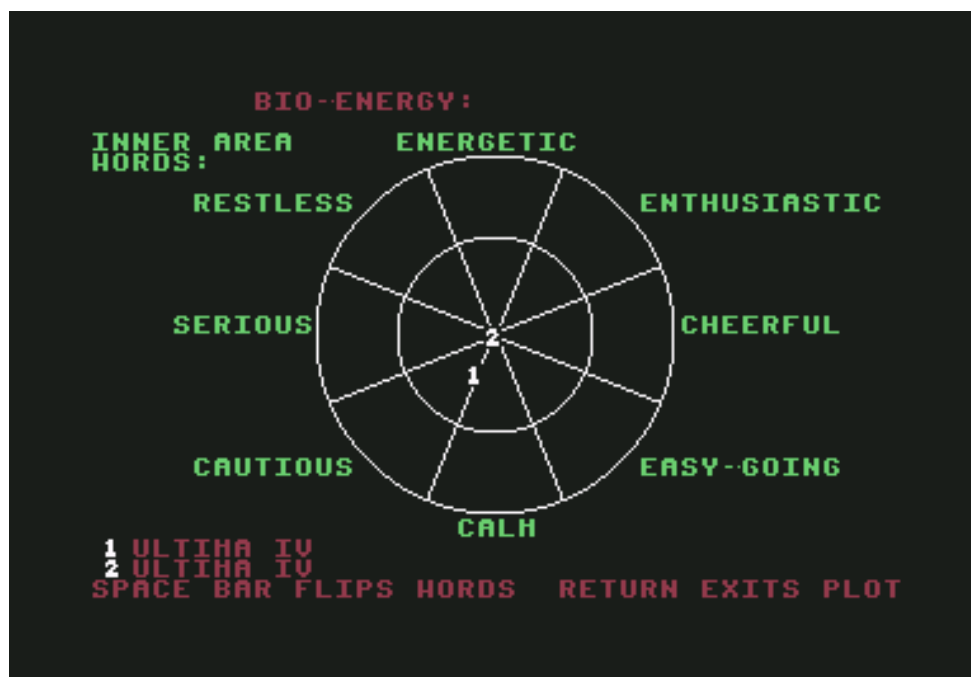 BIO-ENERGY:
INNER AREA
WORDS:
ENERGETIC
RESTLESS
ENTHUSIASTIC
SERIOUS
CHEERFUL
2
1
CAUTIOUS
EASY-GOING
CALM
1 ULTIMA IV
2 ULTIMA IV
SPACE BAR FLIPS WORDS RETURN EXITS PLOT